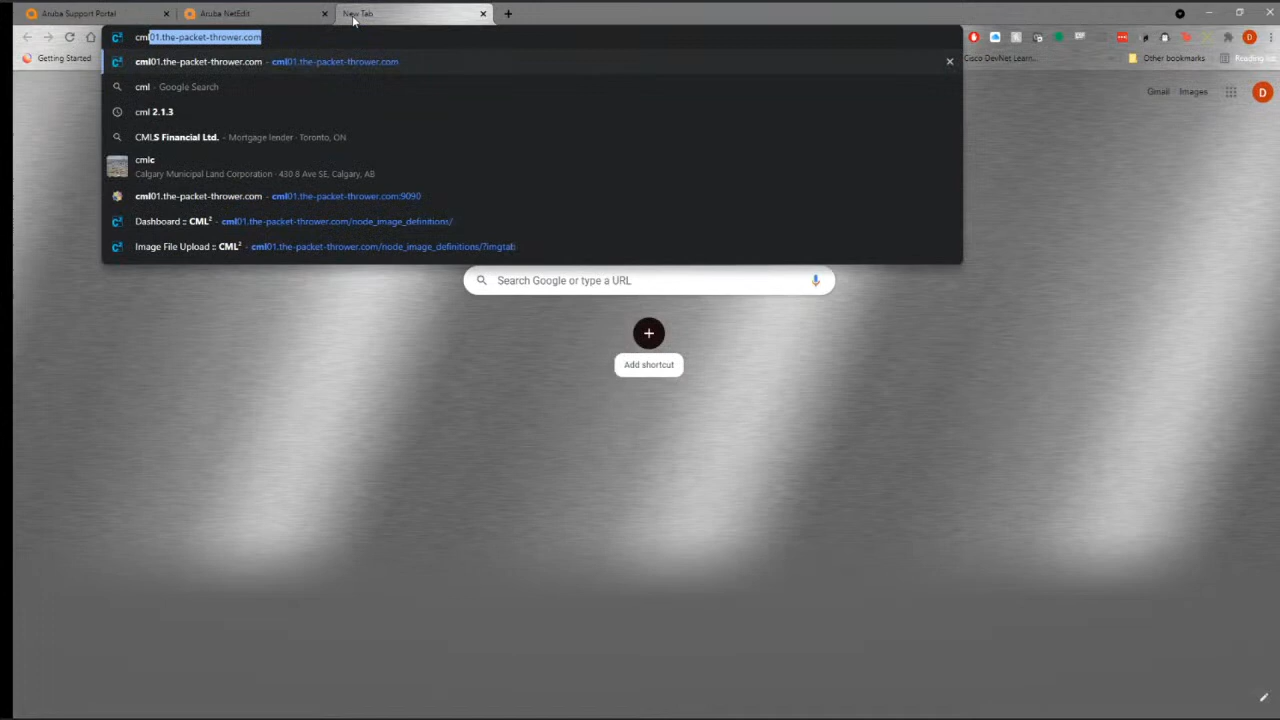 Aruba Support Portal
Aruba NetEdit
New Tab
cml01.the-packet-thrower.com
Getting Started
cml01.the-packet-thrower.com - cml01.the-packet-thrower.com
Cisco DevNet Learn...
Other bookmarks
Reading list
cml - Google Search
Gmail
Images
D
cml 2.1.3
CMLS Financial Ltd. - Mortgage lender · Toronto, ON
cmlc
Calgary Municipal Land Corporation · 430 8 Ave SE, Calgary, AB
cml01.the-packet-thrower.com - cml01.the-packet-thrower.com:9090
Dashboard :: CML² - cml01.the-packet-thrower.com/node_image_definitions/
Image File Upload :: CML² - cml01.the-packet-thrower.com/node_image_definitions/?imgtab
Search Google or type a URL
Add shortcut